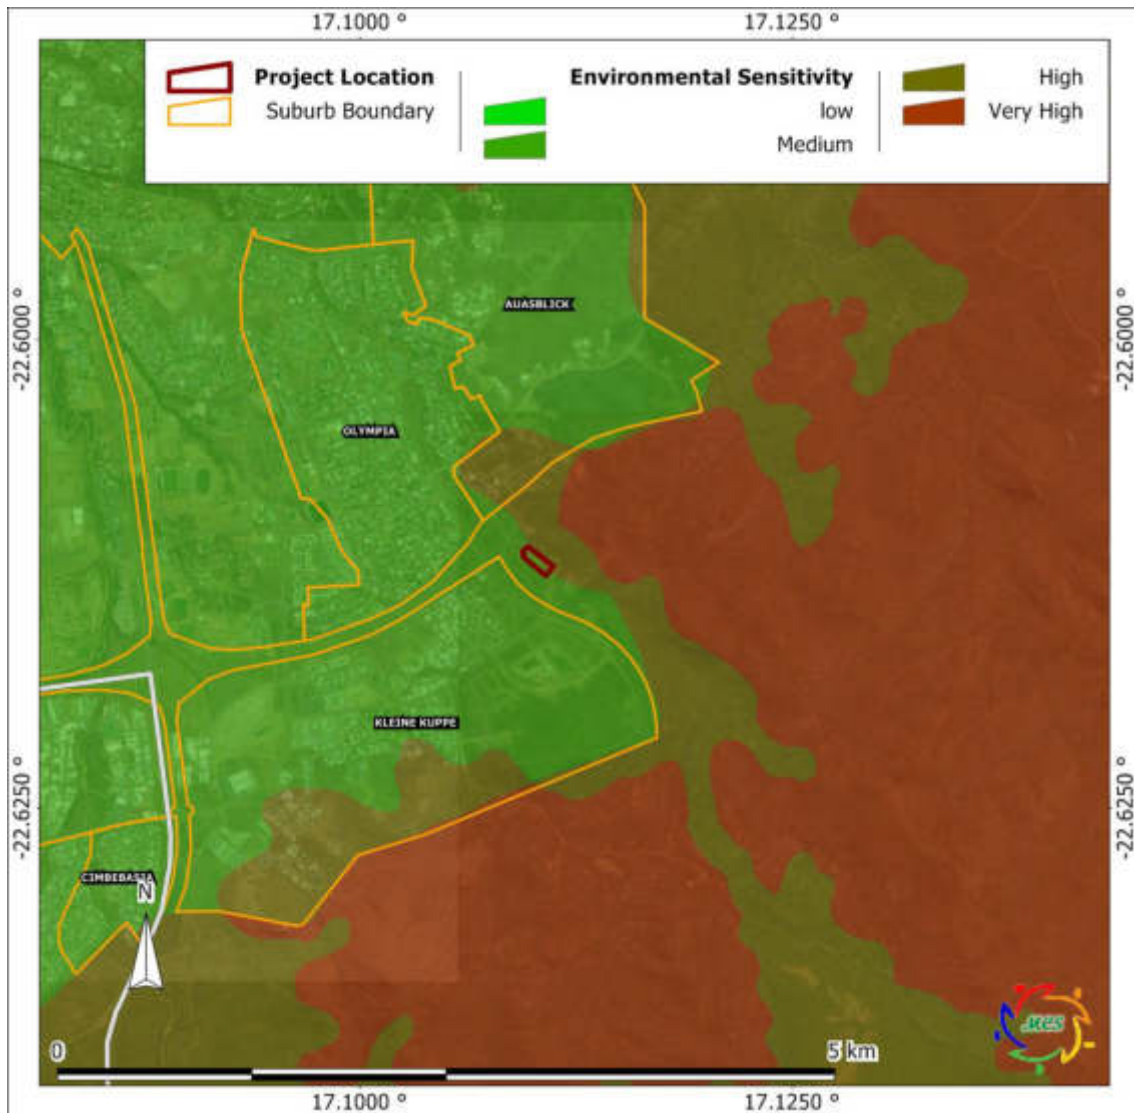 17.1000 °
17.1250 °
Project Location
Suburb Boundary
Environmental Sensitivity
low
Medium
High
Very High
-22.6000 °
-22.6000 °
AUASBLICK
OLYMPIA
KLEINE KUPPE
-22.6250 °
-22.6250 °
CIMBEBASIA
N
0
5 km
17.1000 °
17.1250 °